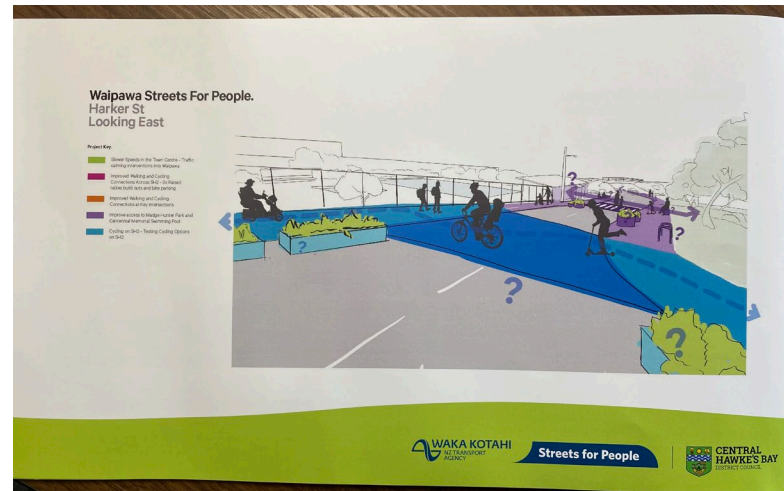 Waipawa Streets For People.
Harker St
Looking East
Project Key:
Slower Speeds in the Town Centre - Traffic
calming interventions into Waipawa
Improved Walking and Cycling
Connections Across SH2 - 3x Raised
build outs and bike parking
Improved Walking and Cycling
Connections at Key Intersections
Improve access to Madge Hunter Park and
Centennial Memorial Swimming Pool
Cycling on SH2 - Testing Cycling Options
on SH2
?
?
?
?
?
WAKA KOTAHI
NZ TRANSPORT
AGENCY
Streets for People
CENTRAL
HAWKE'S BAY
DISTRICT COUNCIL